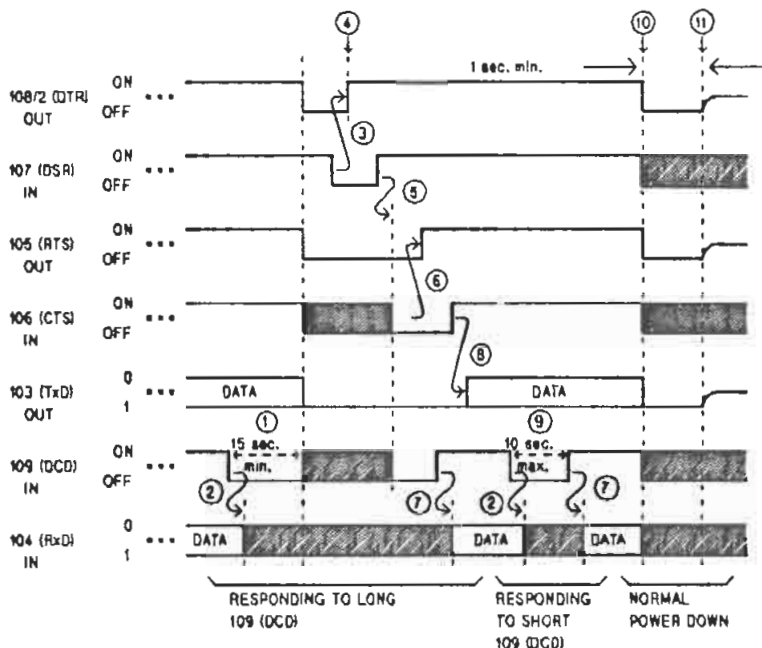 ④ ⑩ ⑪
1 sec. min.
108/2 (DTR)
OUT
ON
OFF
③
107 (DSR)
IN
ON
OFF
⑤
105 (RTS)
OUT
ON
OFF
⑥
106 (CTS)
IN
ON
OFF
⑧
103 (TxD)
OUT
0
1
DATA
DATA
①
⑨
109 (DCD)
IN
ON
OFF
15 sec.
min.
10 sec.
max.
② ⑦ ② ⑦
104 (RxD)
IN
0
1
DATA
DATA
DATA
RESPONDING TO LONG
109 (DCD)
RESPONDING
TO SHORT
109 (DCD)
NORMAL
POWER DOWN